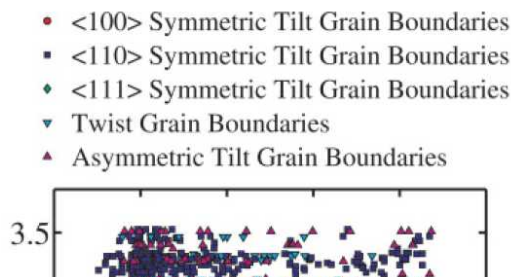 <100> Symmetric Tilt Grain Boundaries
<110> Symmetric Tilt Grain Boundaries
<111> Symmetric Tilt Grain Boundaries
Twist Grain Boundaries
Asymmetric Tilt Grain Boundaries
3.5